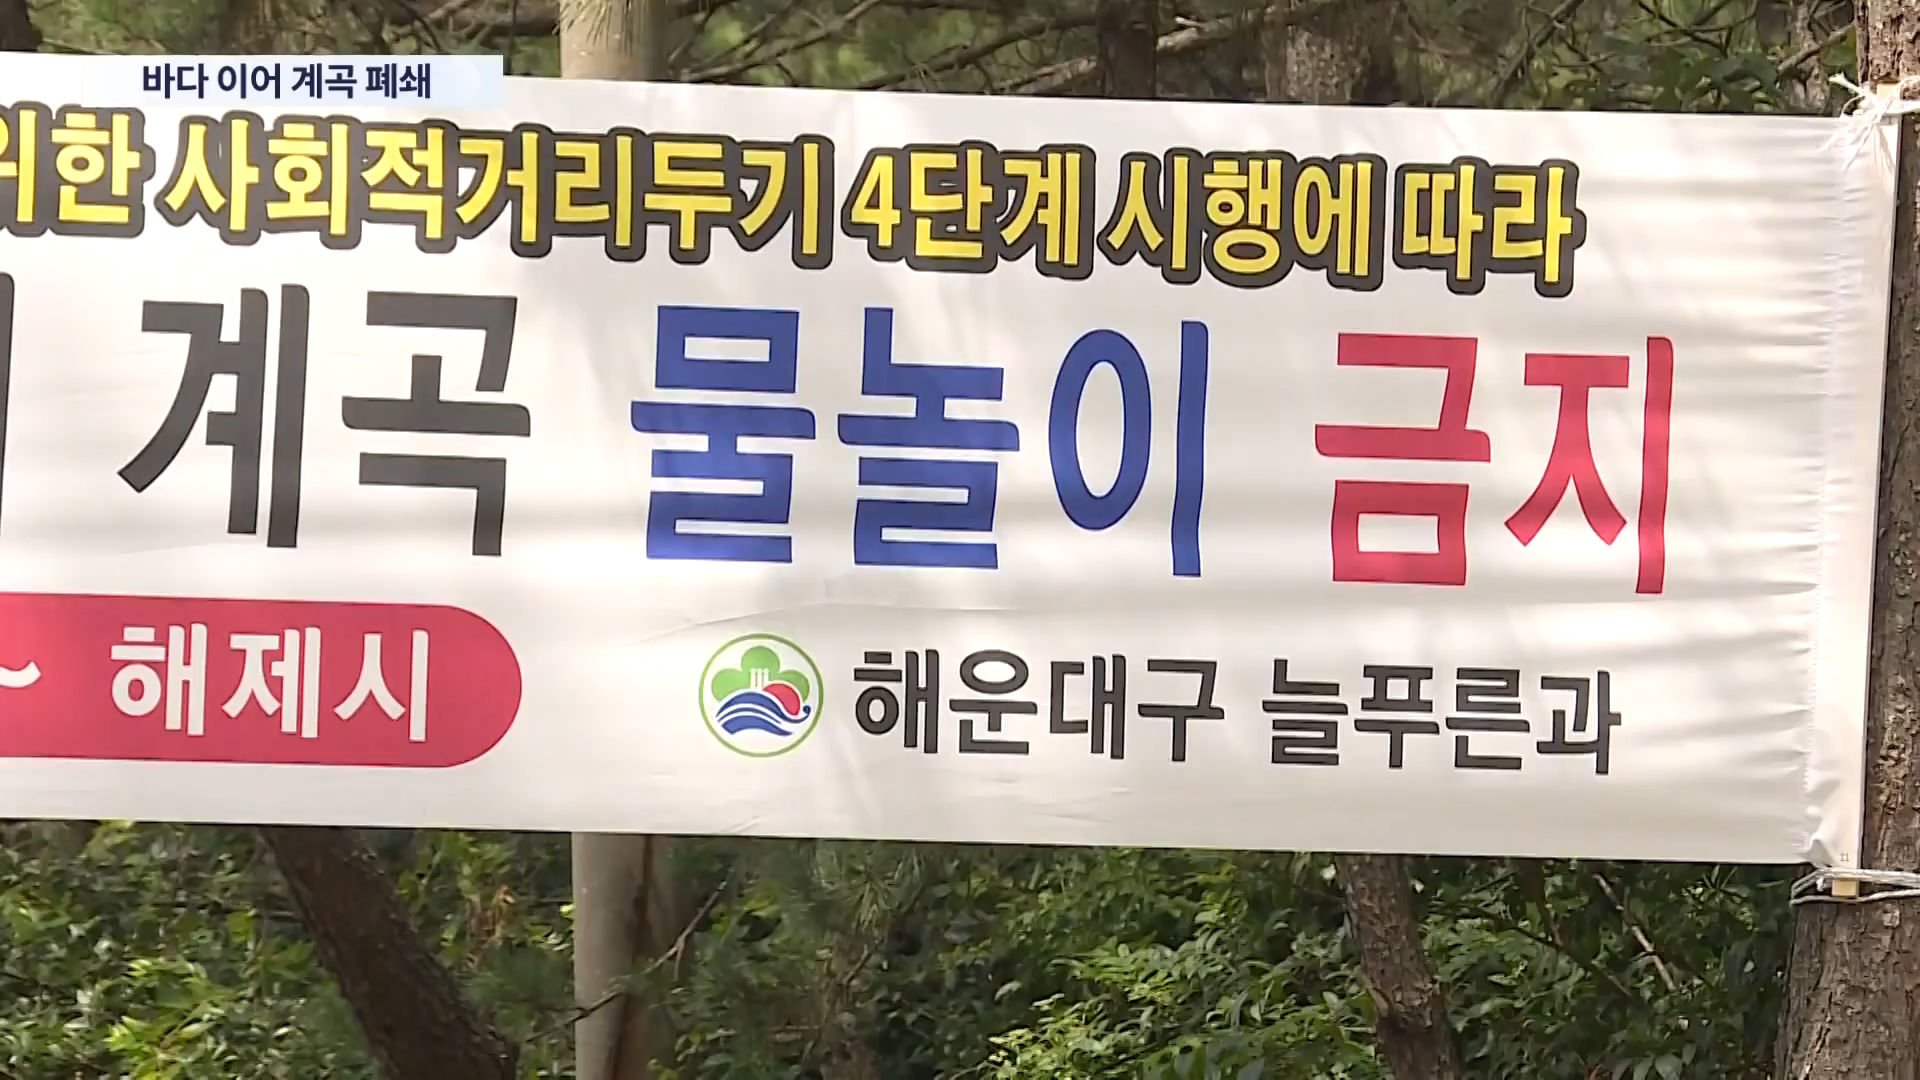 바다 이어 계곡 폐쇄
위한 사회적거리두기 4단계 시행에 따라
계곡 물놀이 금지
~ 해제시
해운대구 늘푸른과